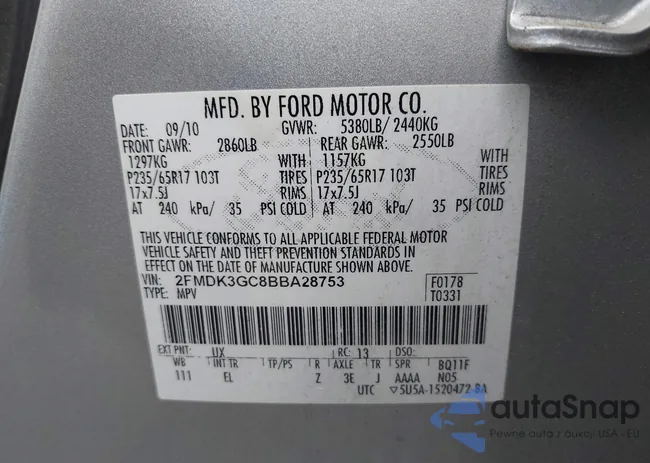 MFD. BY FORD MOTOR CO.
DATE: 09/10 GVWR: 5380LB/ 2440KG
FRONT GAWR: 2860LB REAR GAWR: 2550LB
1297KG WITH 1157KG WITH
P235/65R17 103T TIRES P235/65R17 103T TIRES
17x7.5J RIMS 17x7.5J RIMS
AT 240 kPa/ 35 PSI COLD AT 240 kPa/ 35 PSI COLD
THIS VEHICLE CONFORMS TO ALL APPLICABLE FEDERAL MOTOR
VEHICLE SAFETY AND THEFT PREVENTION STANDARDS IN
EFFECT ON THE DATE OF MANUFACTURE SHOWN ABOVE.
VIN: 2FMDK3GC8BBA28753 F0178
TYPE: MPV T0331
EXT PNT: UX RC: 13 DSO:
WB INT TR TP/PS R AXLE TR SPR BQ11F
111 EL Z 3E J AAAA N05
UTC ▽5U5A-1520472-BA
autaSnap
Pewne auta z aukcji USA - EU